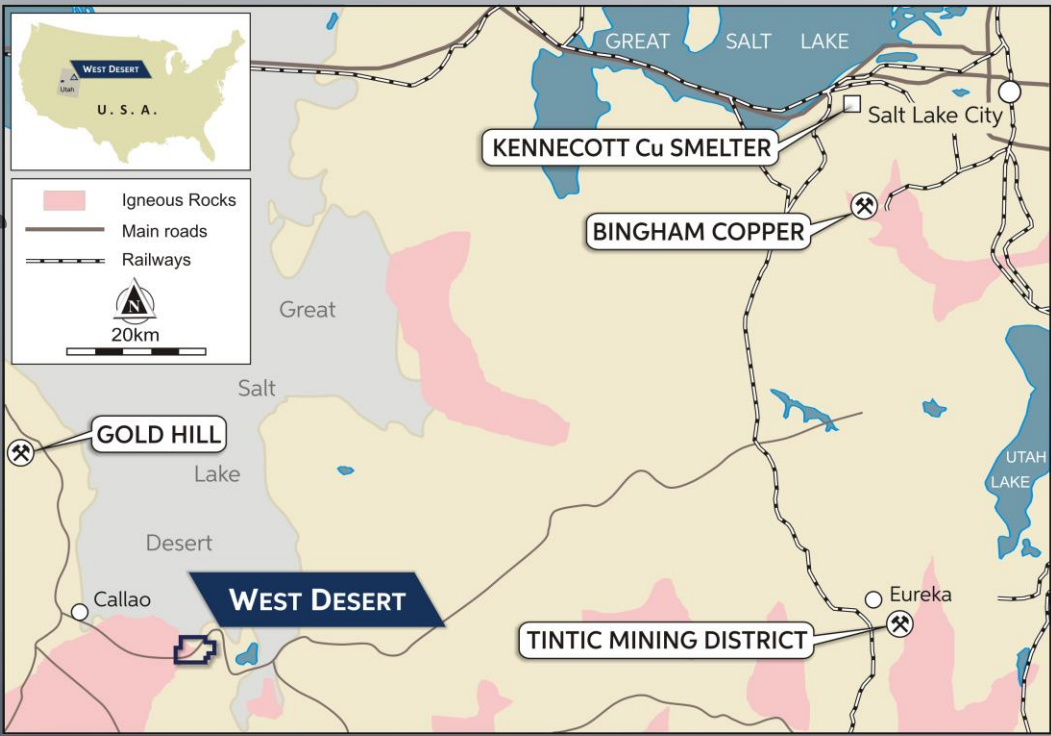 WEST DESERT
Utah
U. S. A.
Igneous Rocks
Main roads
Railways
N
20km
GREAT SALT LAKE
Salt Lake City
KENNECOTT Cu SMELTER
BINGHAM COPPER
Great
Salt
Lake
Desert
GOLD HILL
UTAH
LAKE
Callao
WEST DESERT
Eureka
TINTIC MINING DISTRICT